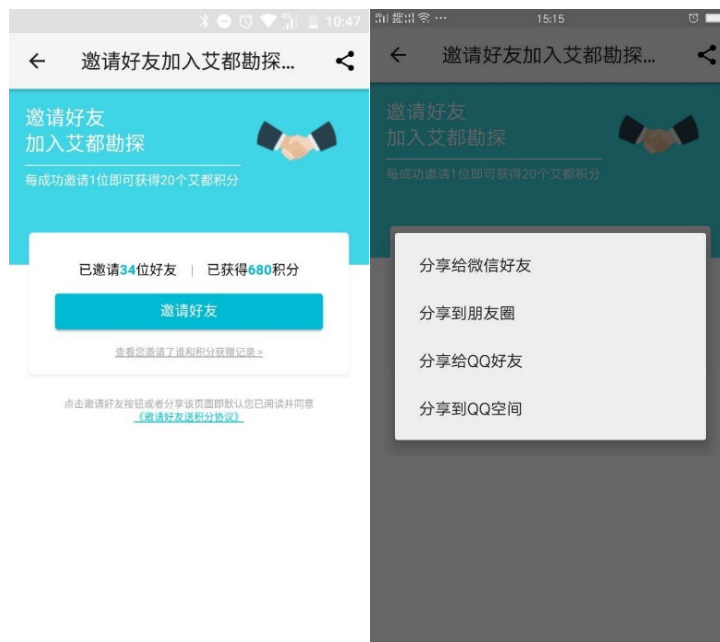 10:47
邀请好友加入艾都勘探...
邀请好友
加入艾都勘探
每成功邀请1位即可获得20个艾都积分
已邀请34位好友 | 已获得680积分
邀请好友
查看您邀请了谁和积分获赠记录 >
点击邀请好友按钮或者分享该页面即默认您已阅读并同意
《邀请好友送积分协议》
15:15
邀请好友加入艾都勘探...
邀请好友
加入艾都勘探
每成功邀请1位即可获得20个艾都积分
分享给微信好友
分享到朋友圈
分享给QQ好友
分享到QQ空间